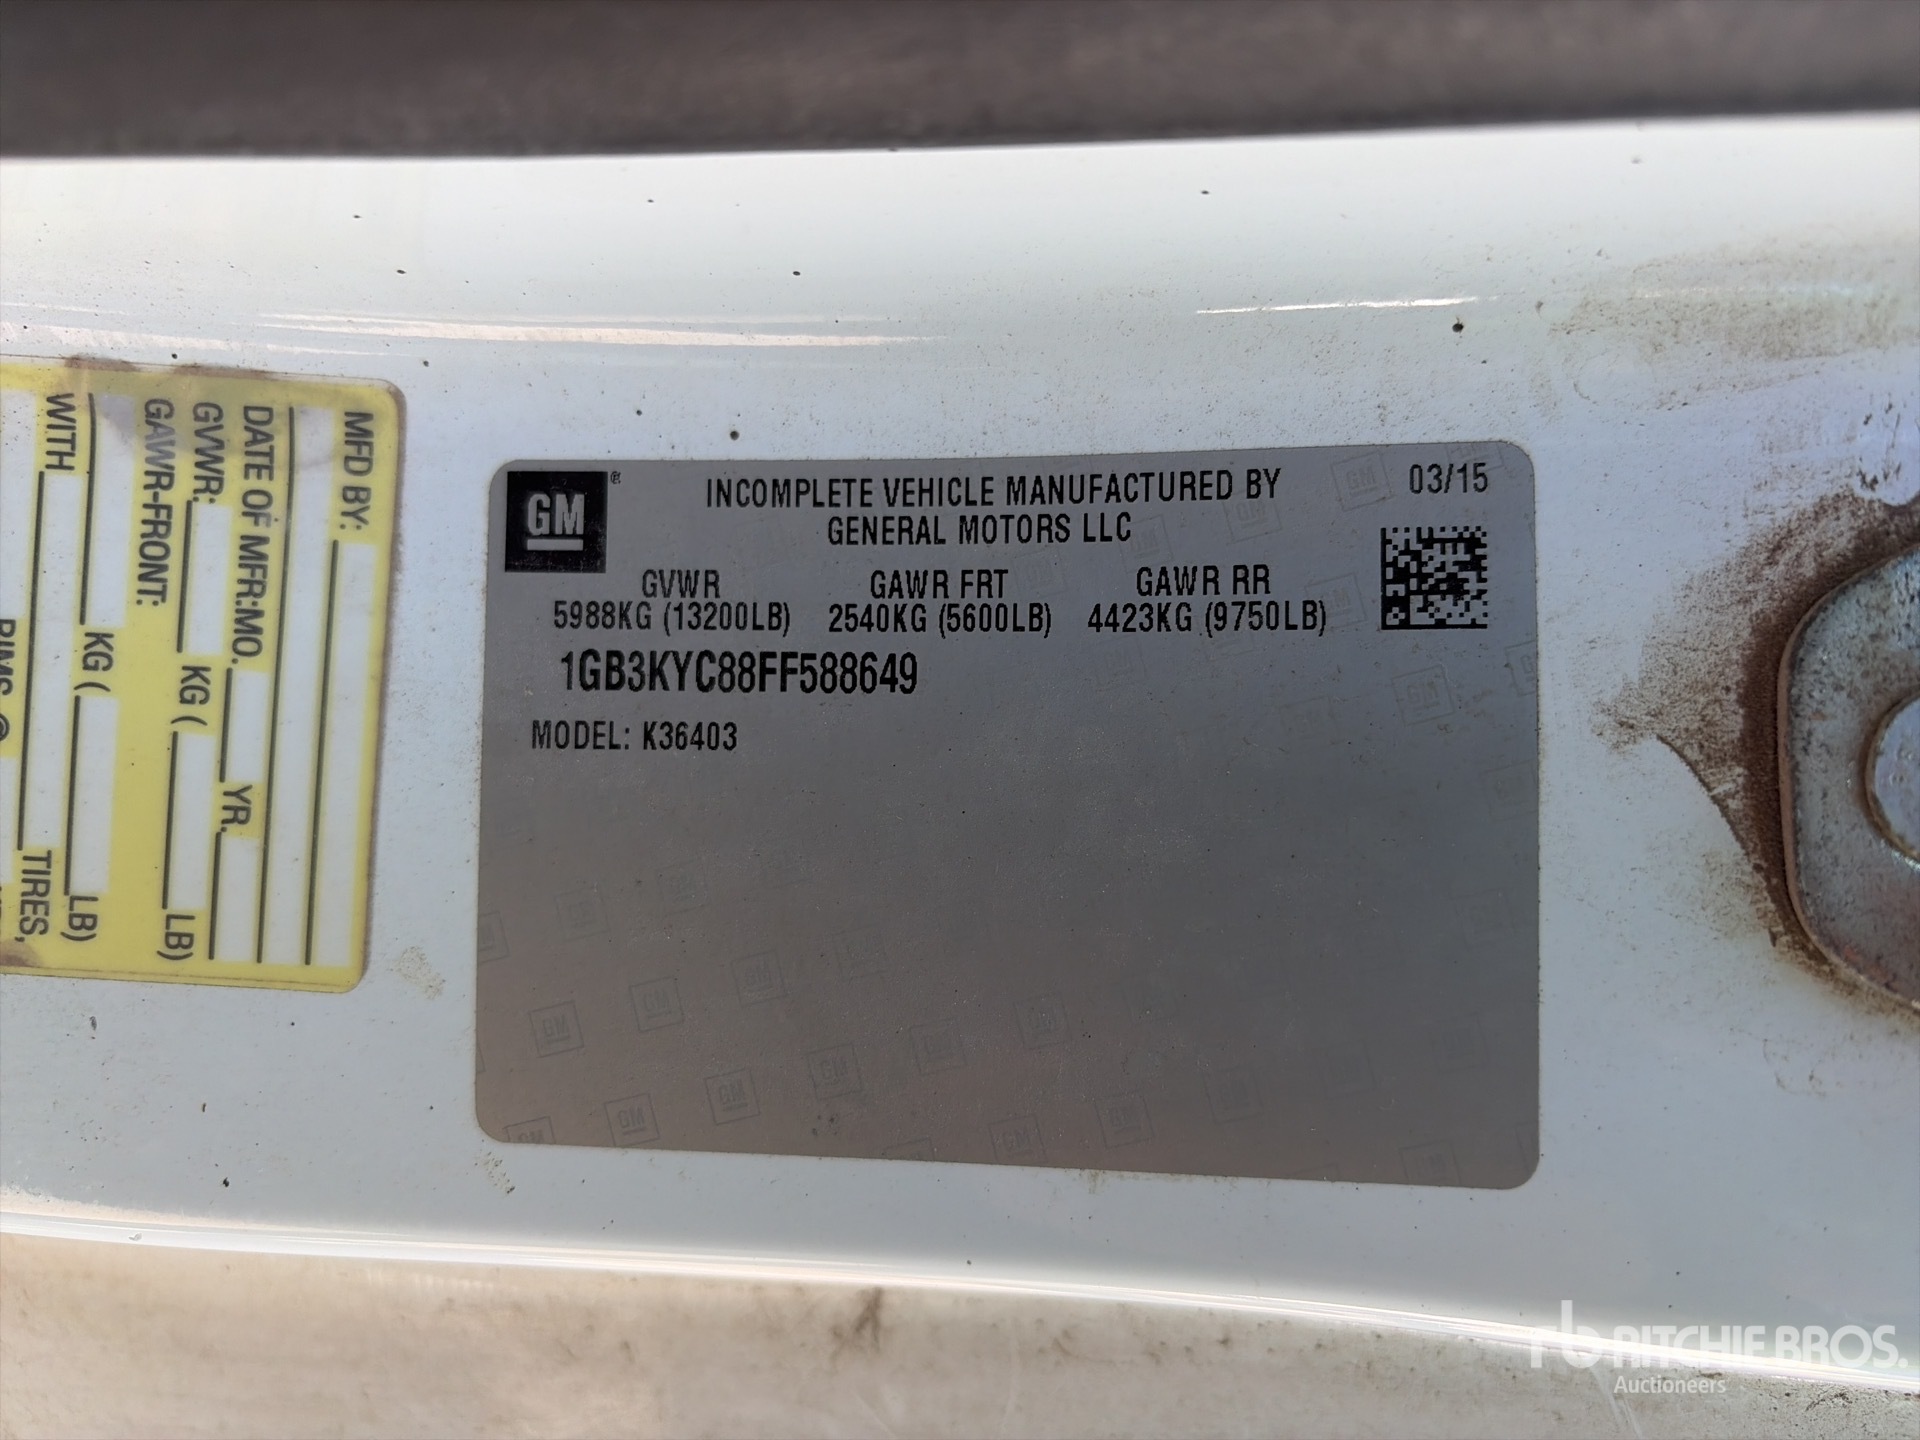 GM®
INCOMPLETE VEHICLE MANUFACTURED BY
GENERAL MOTORS LLC
03/15
GVWR GAWR FRT GAWR RR
5988KG (13200LB) 2540KG (5600LB) 4423KG (9750LB)
1GB3KYC88FF588649
MODEL: K36403
MFD BY:
DATE OF MFR:MO. YR.
GVWR: KG ( LB)
GAWR-FRONT: KG ( LB)
WITH TIRES,
RITCHIE BROS.
Auctioneers